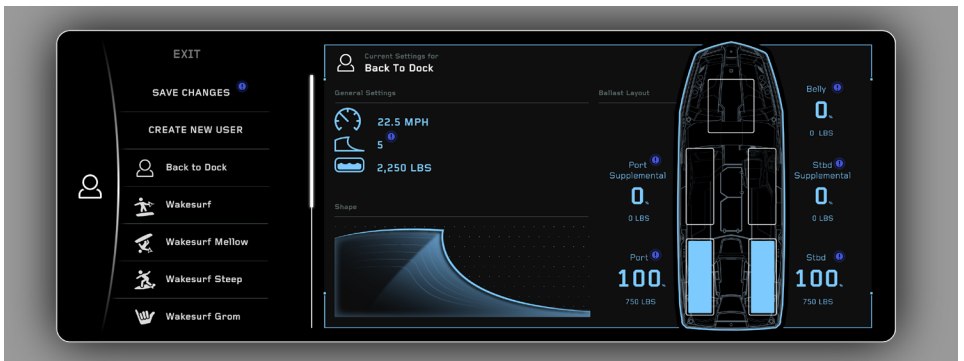 EXIT
SAVE CHANGES
CREATE NEW USER
Back to Dock
Wakesurf
Wakesurf Mellow
Wakesurf Steep
Wakesurf Grom
Current Settings for
Back To Dock
General Settings
22.5 MPH
5
2,250 LBS
Shape
Ballast Layout
Belly
0%
0 LBS
Port
Supplemental
0%
0 LBS
Stbd
Supplemental
0%
0 LBS
Port
100%
750 LBS
Stbd
100%
750 LBS